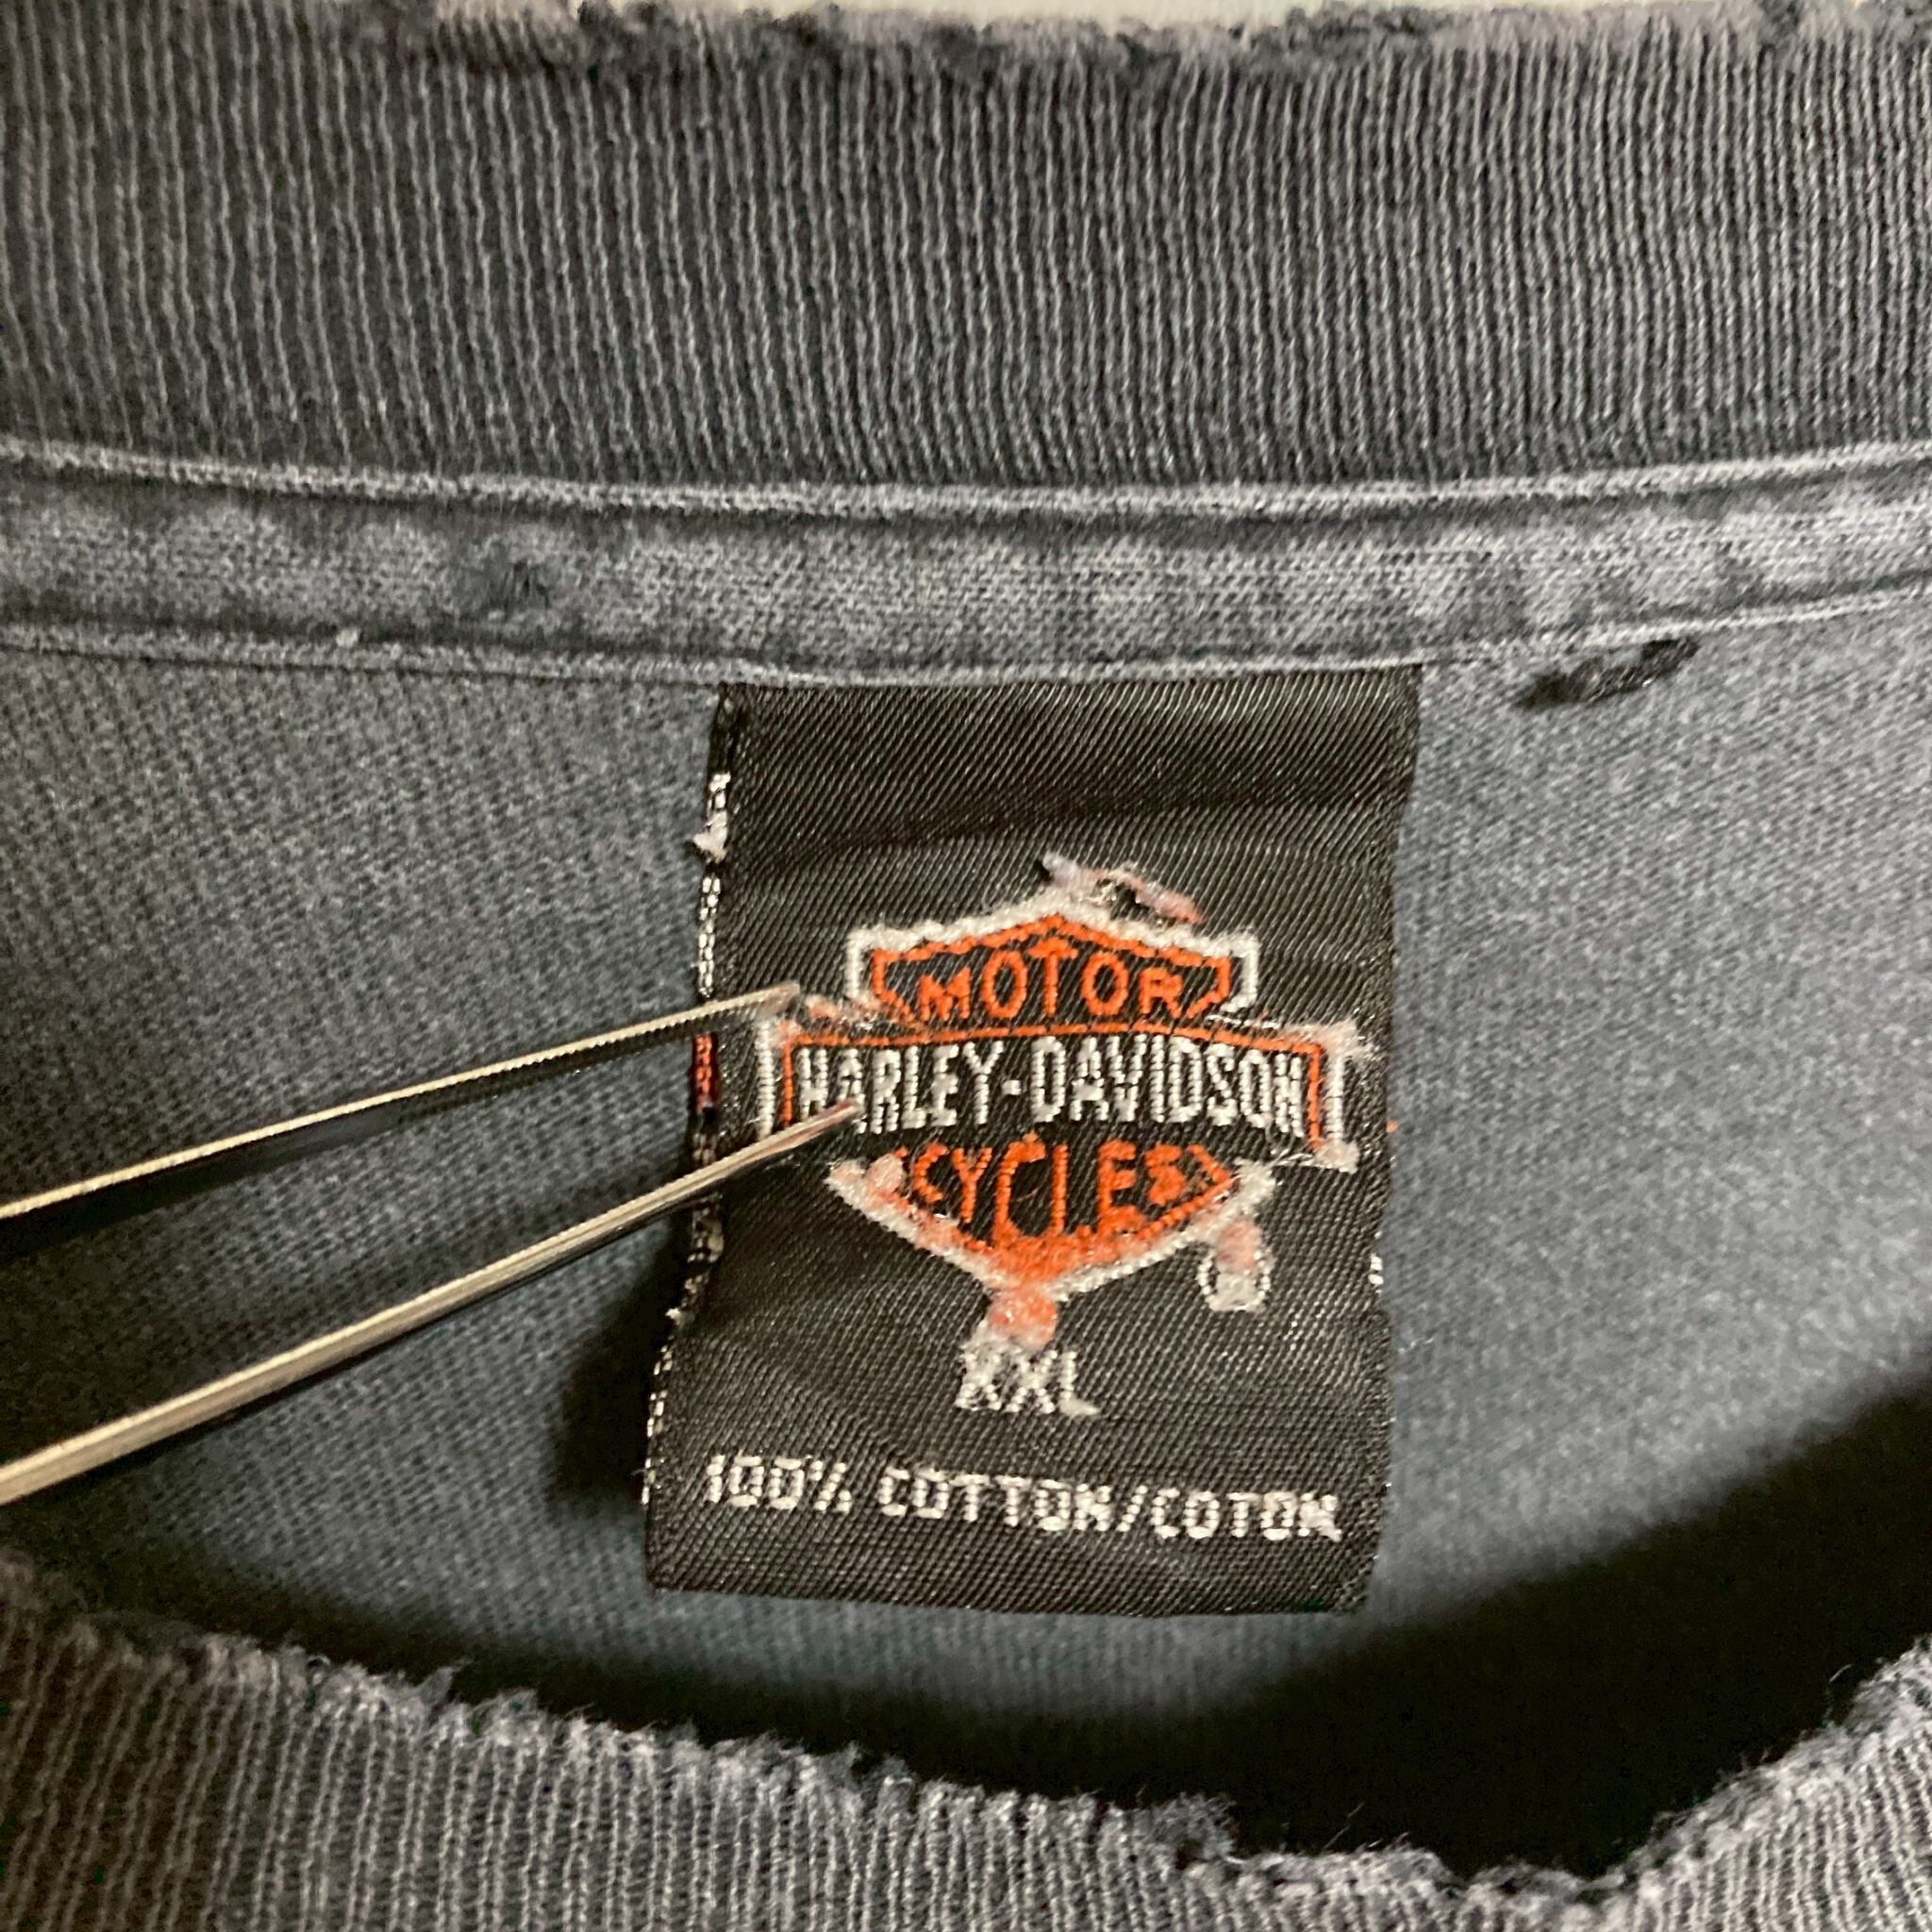 MOTOR
HARLEY-DAVIDSON
CYCLES
XXL
100% COTTON/COTON